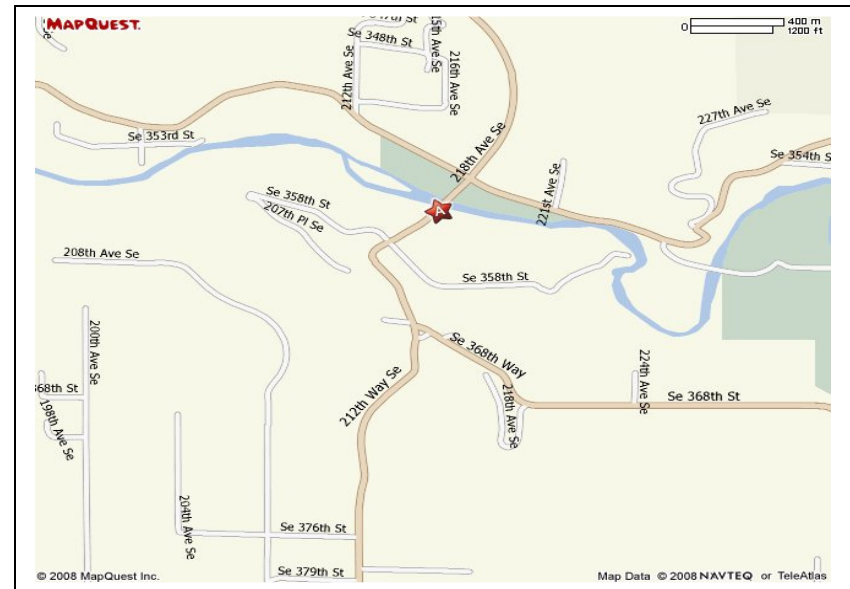 MAPQUEST.
0
400 m
1200 ft
Se 348th St
212th Ave Se
216th Ave Se
227th Ave Se
Se 353rd St
218th Ave Se
Se 354th S
221st Ave Se
A
Se 358th St
207th Pl Se
208th Ave Se
Se 358th St
200th Ave Se
Se 368th Way
224th Ave Se
Se 368th St
68th St
198th Ave Se
212th Way Se
218th Ave Se
204th Ave Se
Se 376th St
Se 379th St
© 2008 MapQuest Inc.
Map Data © 2008 NAVTEQ or TeleAtlas